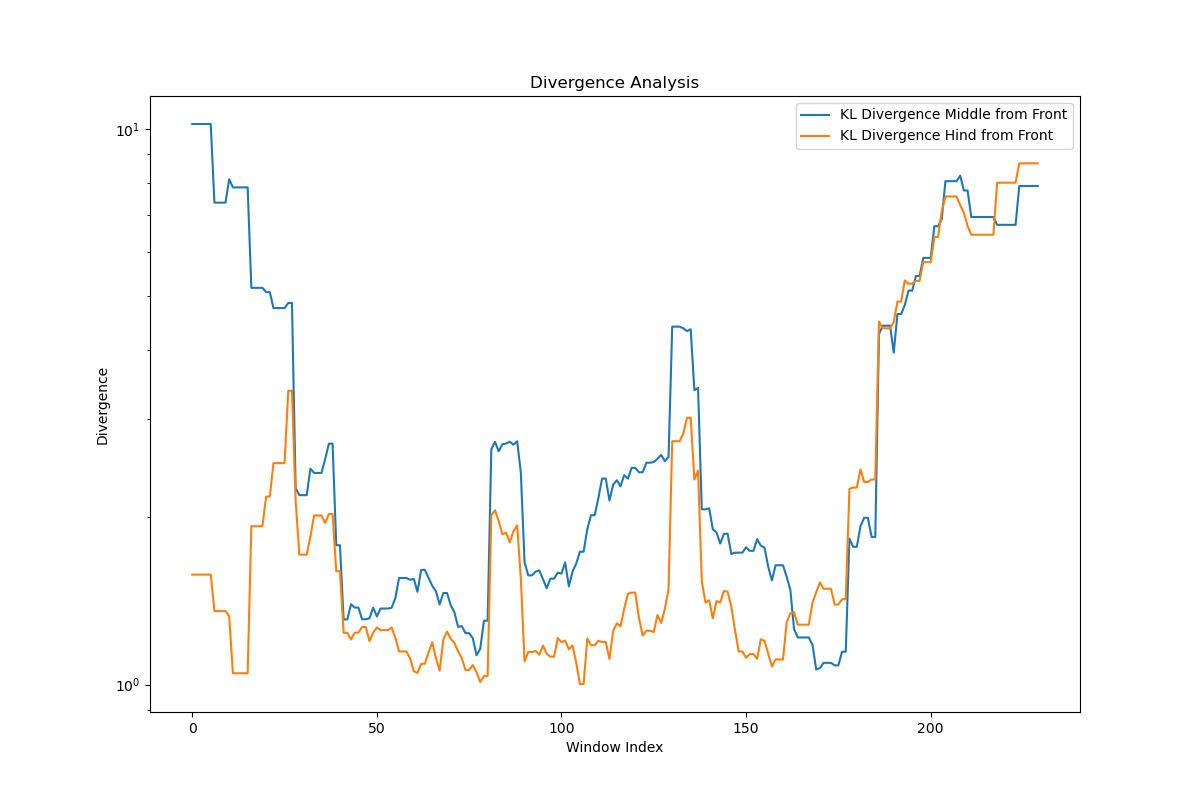 Divergence Analysis
KL Divergence Middle from Front
KL Divergence Hind from Front
10¹
10⁰
Divergence
0 50 100 150 200
Window Index